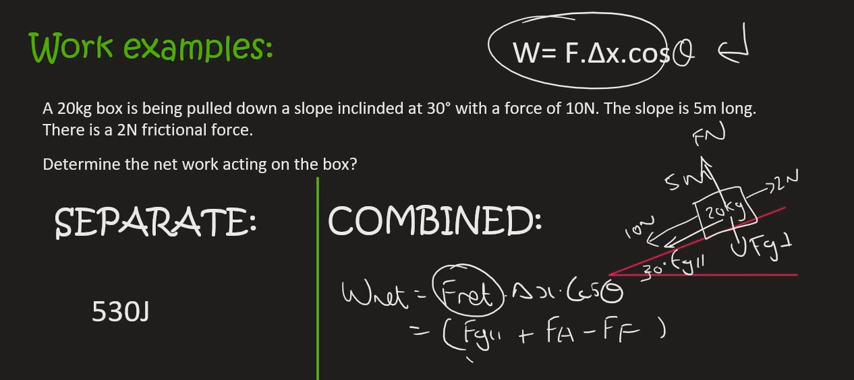 Work examples:
W= F.Δx.cosθ
A 20kg box is being pulled down a slope inclinded at 30° with a force of 10N. The slope is 5m long.
There is a 2N frictional force.
Determine the net work acting on the box?
FN
5m
2N
20kg
10N
Fg⊥
30° Fg||
SEPARATE:
COMBINED:
530J
Wnet = Fnet . Δx . Cosθ
= (Fg|| + FA - FF )